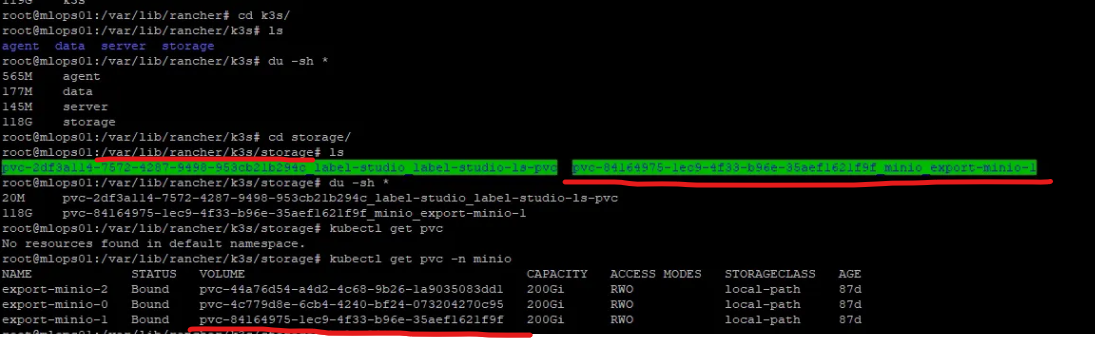 119G    k3s
root@mlops01:/var/lib/rancher# cd k3s/
root@mlops01:/var/lib/rancher/k3s# ls
agent  data  server  storage
root@mlops01:/var/lib/rancher/k3s# du -sh *
565M    agent
177M    data
145M    server
118G    storage
root@mlops01:/var/lib/rancher/k3s# cd storage/
root@mlops01:/var/lib/rancher/k3s/storage# ls
pvc-2df3a114-7572-4287-9498-953cb21b294c_label-studio_label-studio-ls-pvc  pvc-84164975-1ec9-4f33-b96e-35aef1621f9f_minio_export-minio-1
root@mlops01:/var/lib/rancher/k3s/storage# du -sh *
20M     pvc-2df3a114-7572-4287-9498-953cb21b294c_label-studio_label-studio-ls-pvc
118G    pvc-84164975-1ec9-4f33-b96e-35aef1621f9f_minio_export-minio-1
root@mlops01:/var/lib/rancher/k3s/storage# kubectl get pvc
No resources found in default namespace.
root@mlops01:/var/lib/rancher/k3s/storage# kubectl get pvc -n minio
NAME             STATUS   VOLUME                                     CAPACITY   ACCESS MODES   STORAGECLASS   AGE
export-minio-2   Bound    pvc-44a76d54-a4d2-4c68-9b26-1a9035083dd1   200Gi      RWO            local-path     87d
export-minio-0   Bound    pvc-4c779d8e-6cb4-4240-bf24-073204270c95   200Gi      RWO            local-path     87d
export-minio-1   Bound    pvc-84164975-1ec9-4f33-b96e-35aef1621f9f   200Gi      RWO            local-path     87d